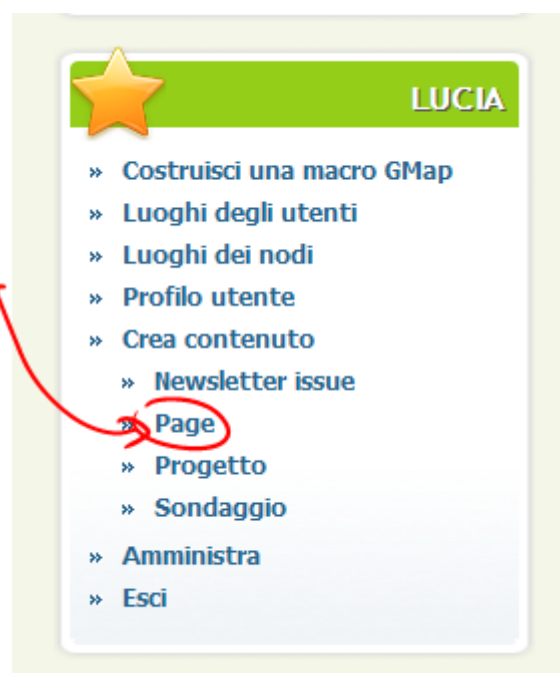 LUCIA
» Costruisci una macro GMap
» Luoghi degli utenti
» Luoghi dei nodi
» Profilo utente
» Crea contenuto
» Newsletter issue
» Page
» Progetto
» Sondaggio
» Amministra
» Esci